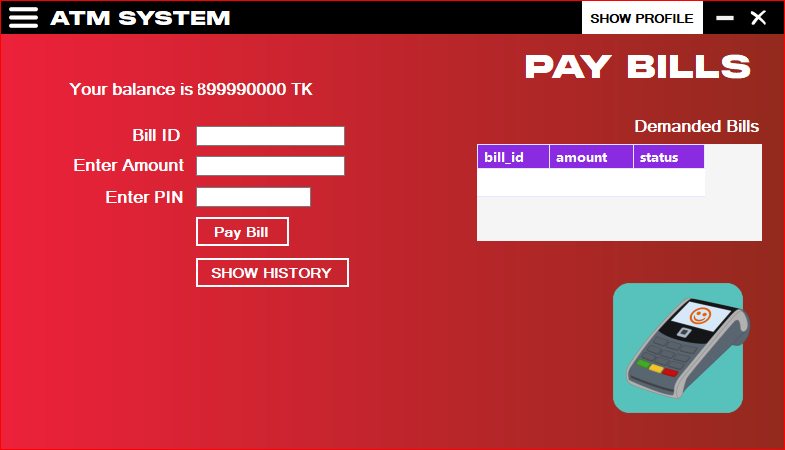 ATM SYSTEM
SHOW PROFILE
PAY BILLS
Your balance is 899990000 TK
Demanded Bills
Bill ID
bill_id amount status
Enter Amount
Enter PIN
Pay Bill
SHOW HISTORY